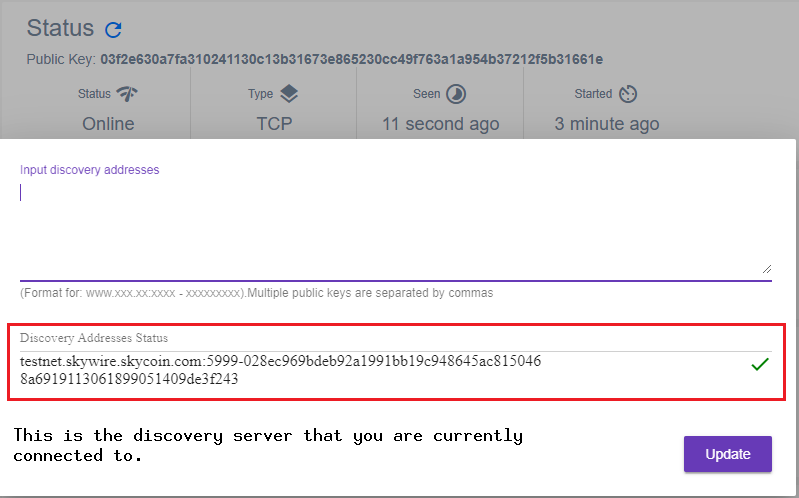 Status
Public Key: 03f2e630a7fa310241130c13b31673e865230cc49f763a1a954b37212f5b31661e
Status Type Seen Started
Online TCP 11 second ago 3 minute ago
Input discovery addresses
(Format for: www.xxx.xx:xxxx - xxxxxxxxx).Multiple public keys are separated by commas
Discovery Addresses Status
testnet.skywire.skycoin.com:5999-028ec969bdeb92a1991bb19c948645ac815046
8a6919113061899051409de3f243
This is the discovery server that you are currently
connected to.
Update